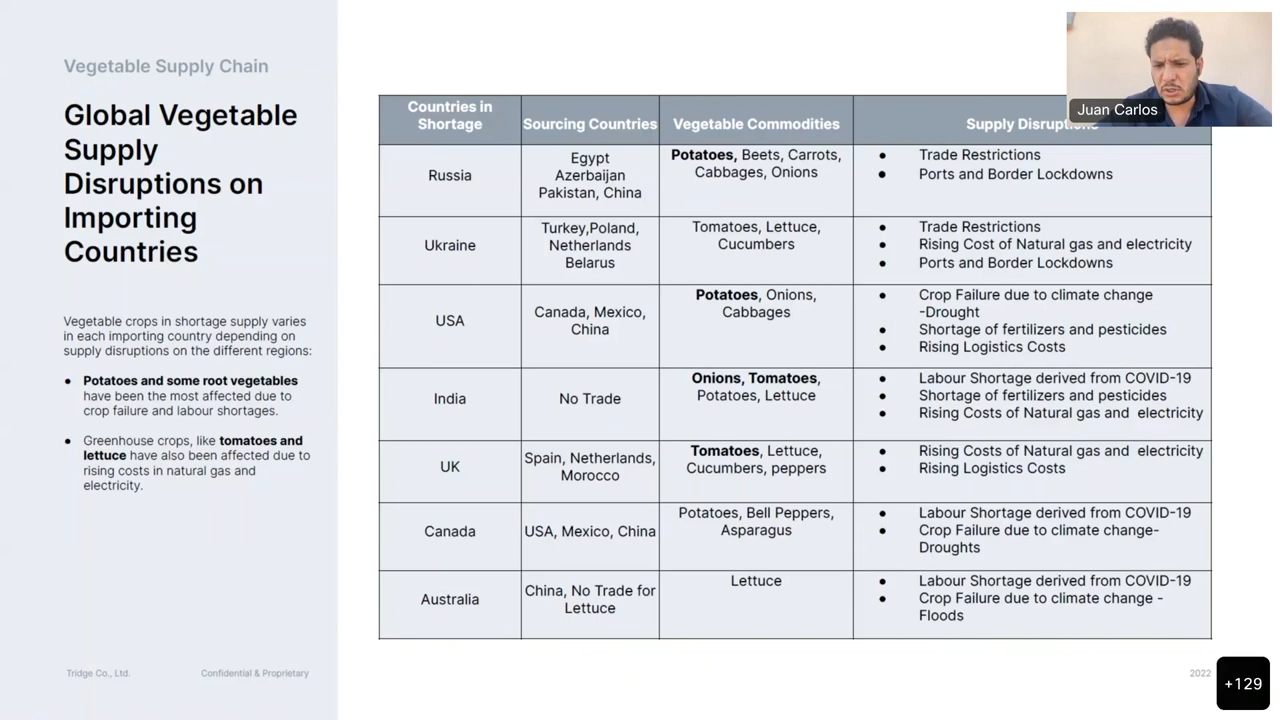 Vegetable Supply Chain
Global Vegetable
Supply
Disruptions on
Importing
Countries
Vegetable crops in shortage supply varies
in each importing country depending on
supply disruptions on the different regions:
● Potatoes and some root vegetables
have been the most affected due to
crop failure and labour shortages.
● Greenhouse crops, like tomatoes and
lettuce have also been affected due to
rising costs in natural gas and
electricity.
Tridge Co., Ltd.
Confidential & Proprietary
Countries in
Shortage
Sourcing Countries
Vegetable Commodities
Supply Disruptions
Russia
Egypt
Azerbaijan
Pakistan, China
Potatoes, Beets, Carrots,
Cabbages, Onions
● Trade Restrictions
● Ports and Border Lockdowns
Ukraine
Turkey,Poland,
Netherlands
Belarus
Tomatoes, Lettuce,
Cucumbers
● Trade Restrictions
● Rising Cost of Natural gas and electricity
● Ports and Border Lockdowns
USA
Canada, Mexico,
China
Potatoes, Onions,
Cabbages
● Crop Failure due to climate change
-Drought
● Shortage of fertilizers and pesticides
● Rising Logistics Costs
India
No Trade
Onions, Tomatoes,
Potatoes, Lettuce
● Labour Shortage derived from COVID-19
● Shortage of fertilizers and pesticides
● Rising Costs of Natural gas and electricity
UK
Spain, Netherlands,
Morocco
Tomatoes, Lettuce,
Cucumbers, peppers
● Rising Costs of Natural gas and electricity
● Rising Logistics Costs
Canada
USA, Mexico, China
Potatoes, Bell Peppers,
Asparagus
● Labour Shortage derived from COVID-19
● Crop Failure due to climate change-
Droughts
Australia
China, No Trade for
Lettuce
Lettuce
● Labour Shortage derived from COVID-19
● Crop Failure due to climate change -
Floods
2022
Juan Carlos
+129